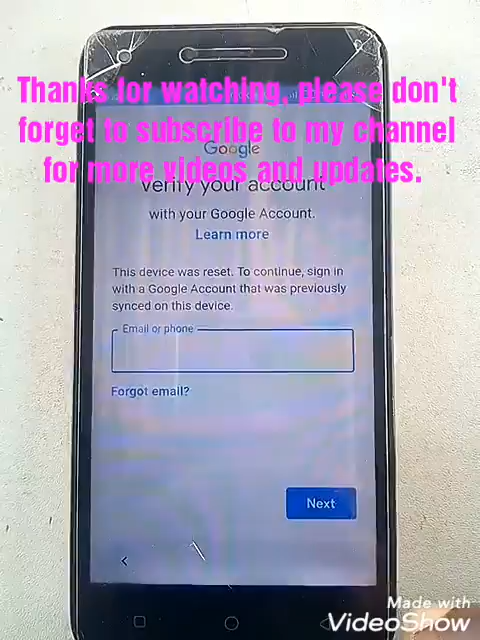 Thanks for watching, please don't
forget to subscribe to my channel
for more videos and updates.
Google
Verify your account
with your Google Account.
Learn more
This device was reset. To continue, sign in
with a Google Account that was previously
synced on this device.
Email or phone
Forgot email?
Next
Made with
VideoShow